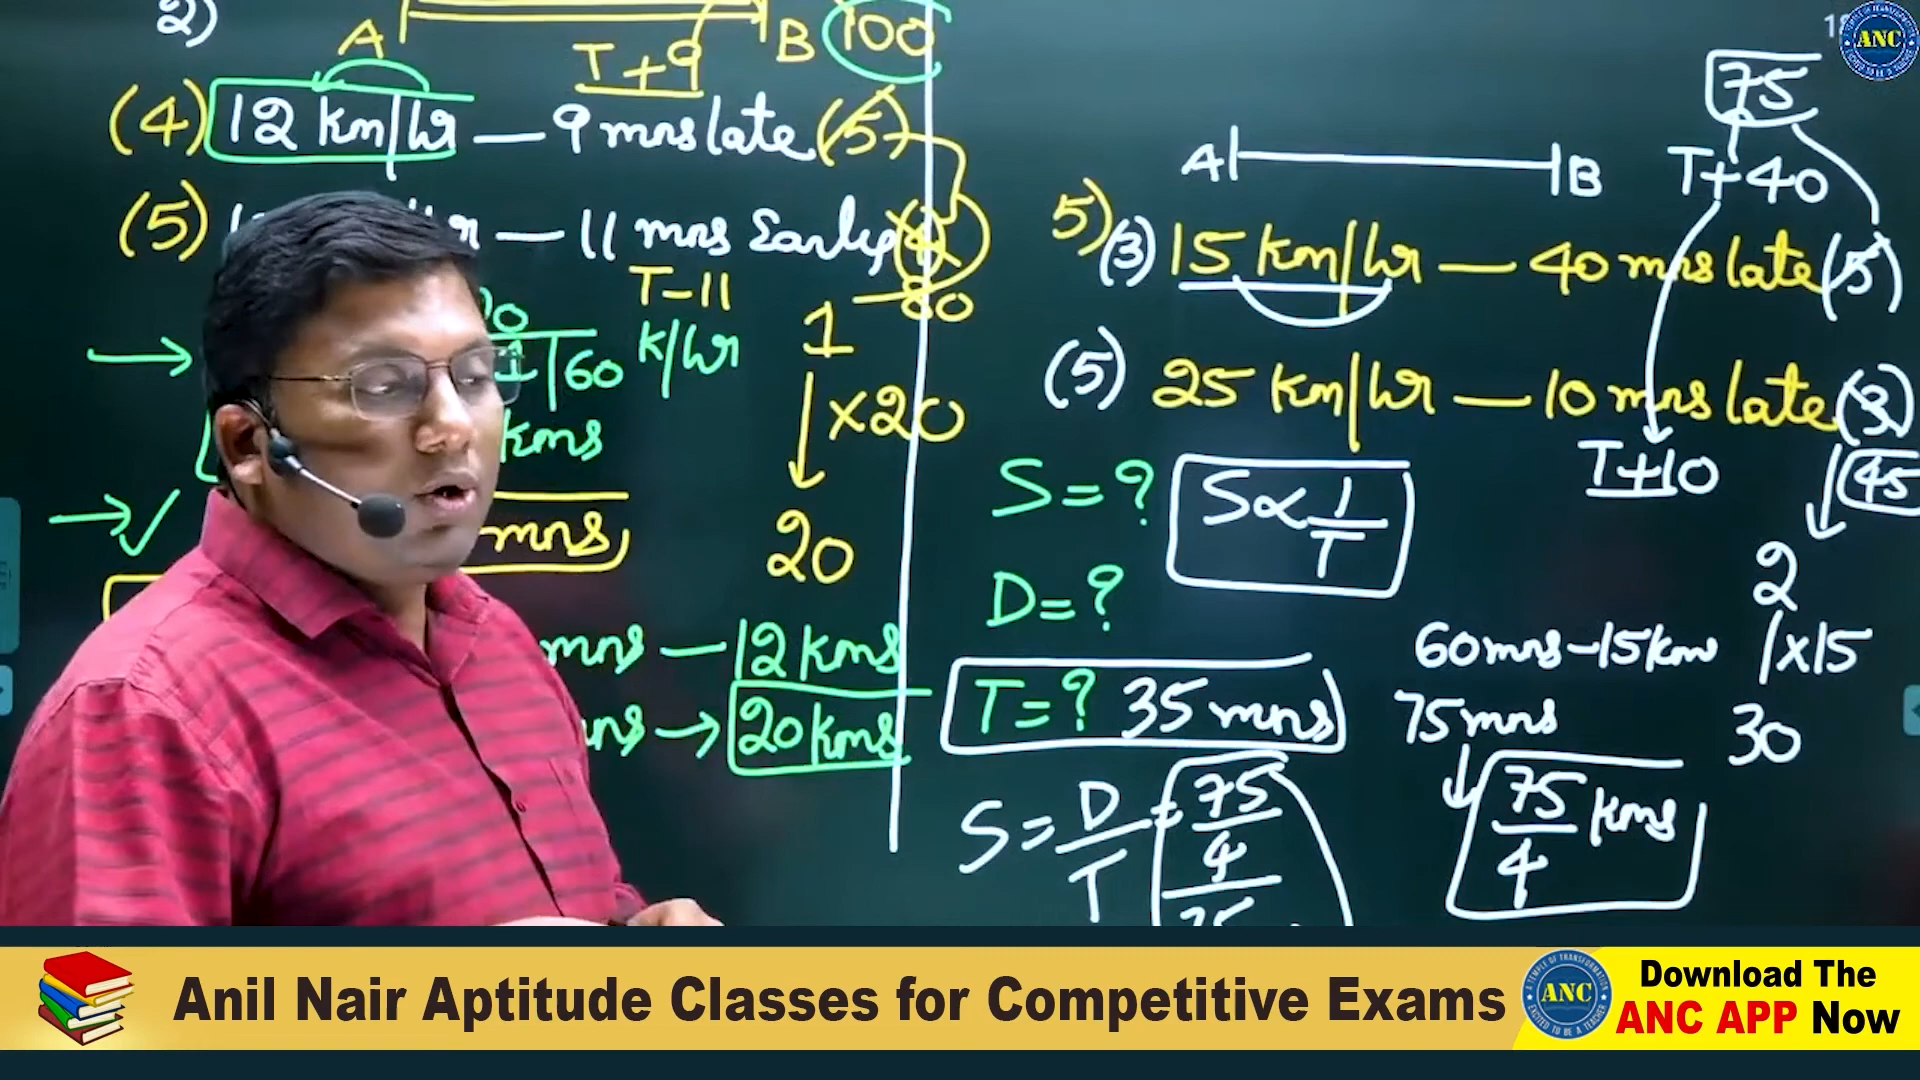 2)
A
B
100
T+9
(4) 12 km/hr — 9 mns late (5)
(5)
— 11 mns Early
T-11
80
60 k/hr
1
kms
×20
mns
20
mns — 12 kms
→ 20 kms
75
A
B
T+40
5) (3) 15 km/hr — 40 mns late (5)
(5) 25 km/hr — 10 mns late (3)
T+10
45
S = ?
S ∝ 1/T
D = ?
2
60 mns – 15 km
×15
T = ? 35 mns
75 mns
30
S = D/T = 75/4
75/4 kms
ANC
Anil Nair Aptitude Classes for Competitive Exams
ANC
Download The
ANC APP Now